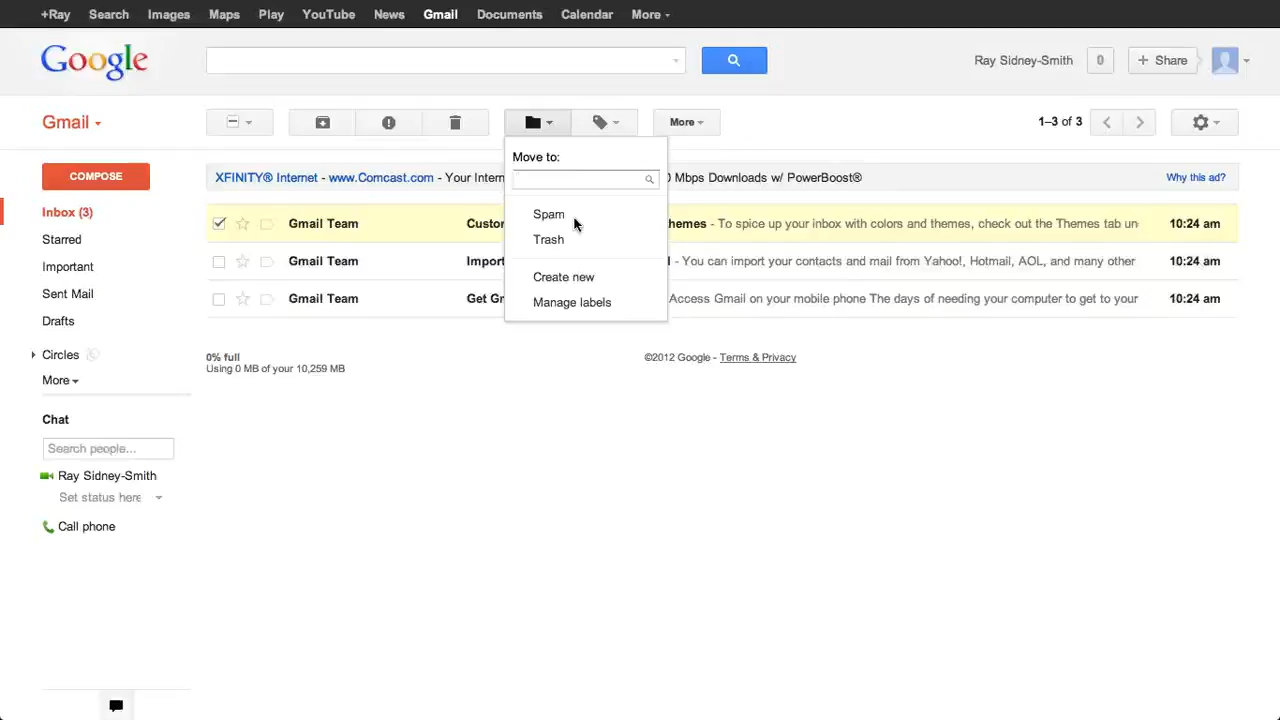 +Ray Search Images Maps Play YouTube News Gmail Documents Calendar More
Google
Ray Sidney-Smith 0 + Share
Gmail
More
1–3 of 3
Move to:
COMPOSE
XFINITY® Internet - www.Comcast.com - Your Intern 0 Mbps Downloads w/ PowerBoost® Why this ad?
Inbox (3)
Spam
Gmail Team Custor hemes - To spice up your inbox with colors and themes, check out the Themes tab un 10:24 am
Starred
Trash
Important
Gmail Team Import l - You can import your contacts and mail from Yahoo!, Hotmail, AOL, and many other 10:24 am
Create new
Sent Mail
Gmail Team Get Gm Access Gmail on your mobile phone The days of needing your computer to get to your 10:24 am
Manage labels
Drafts
Circles
0% full
Using 0 MB of your 10,259 MB
©2012 Google - Terms & Privacy
More
Chat
Search people...
Ray Sidney-Smith
Set status here
Call phone